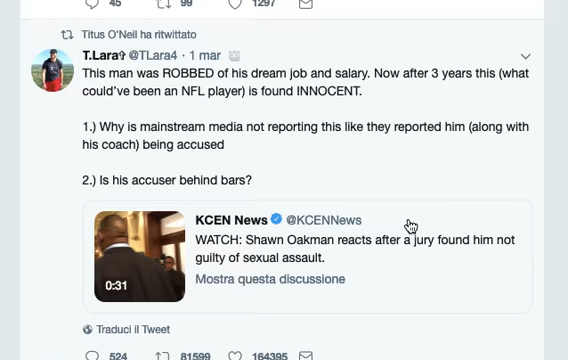 45 99 1297
Titus O'Neil ha ritwittato
T.Lara✞ @TLara4 · 1 mar
This man was ROBBED of his dream job and salary. Now after 3 years this (what
could've been an NFL player) is found INNOCENT.
1.) Why is mainstream media not reporting this like they reported him (along with
his coach) being accused
2.) Is his accuser behind bars?
KCEN News @KCENNews
WATCH: Shawn Oakman reacts after a jury found him not
guilty of sexual assault.
0:31
Mostra questa discussione
Traduci il Tweet
524 81599 164395